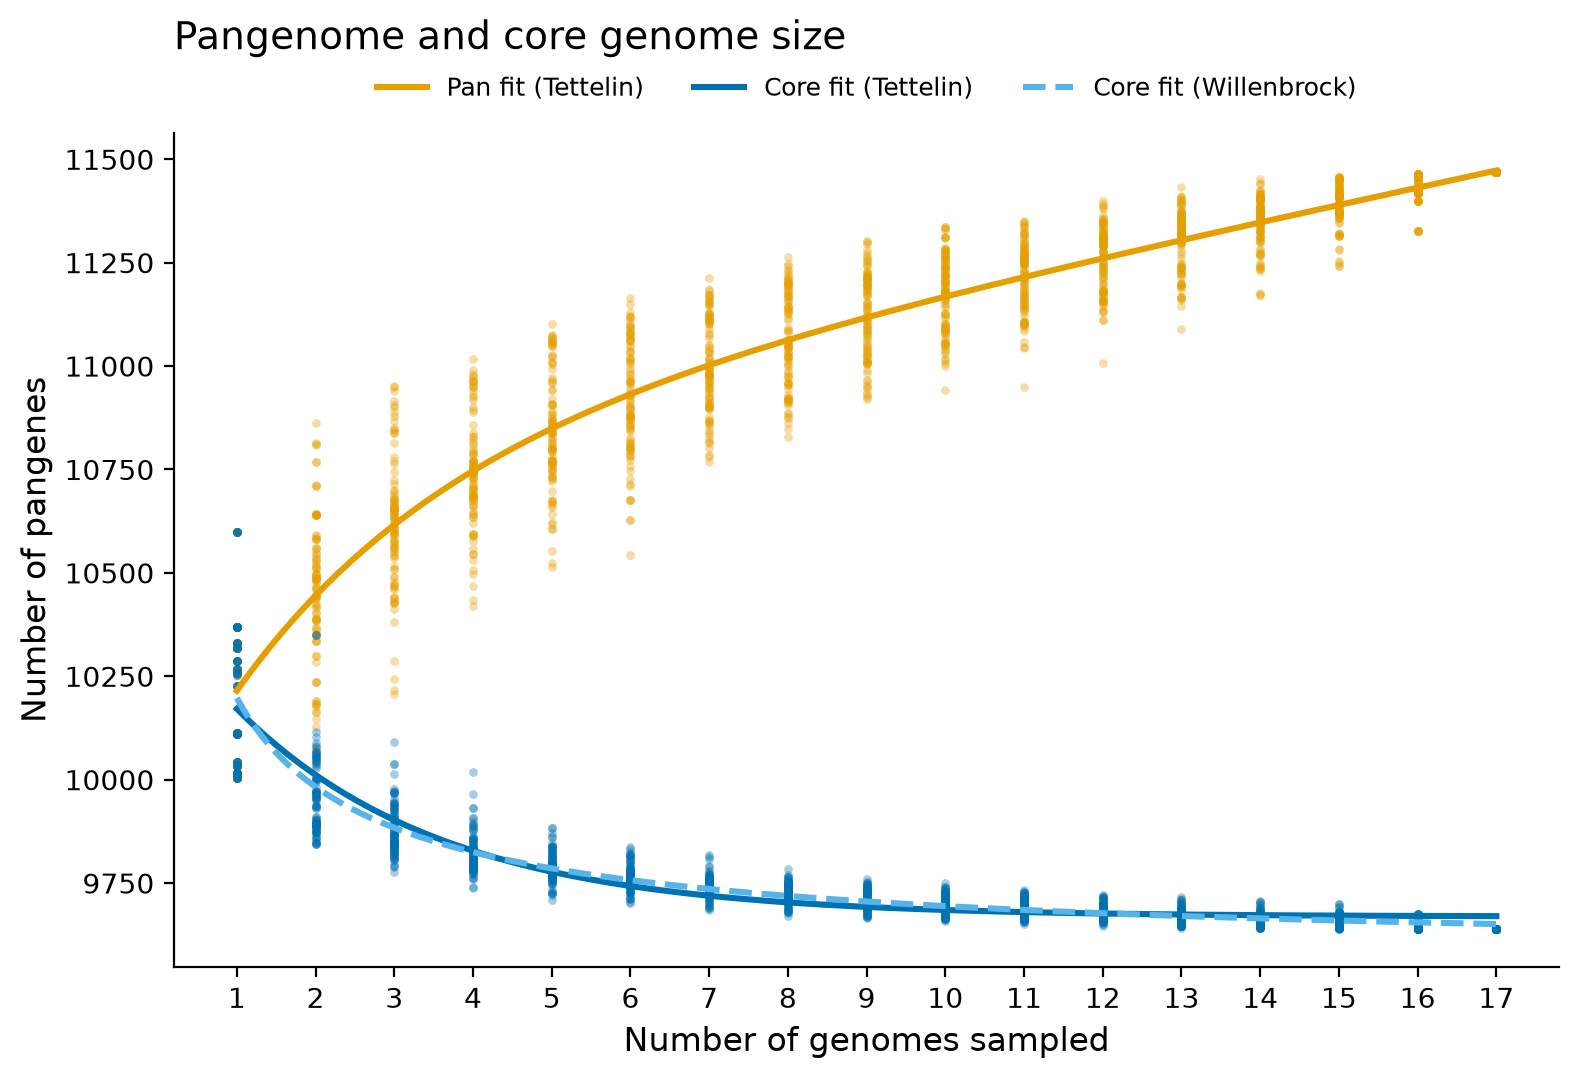 Pangenome and core genome size
Pan fit (Tettelin) Core fit (Tettelin) Core fit (Willenbrock)
11500
11250
11000
10750
10500
10250
10000
9750
Number of pangenes
1 2 3 4 5 6 7 8 9 10 11 12 13 14 15 16 17
Number of genomes sampled